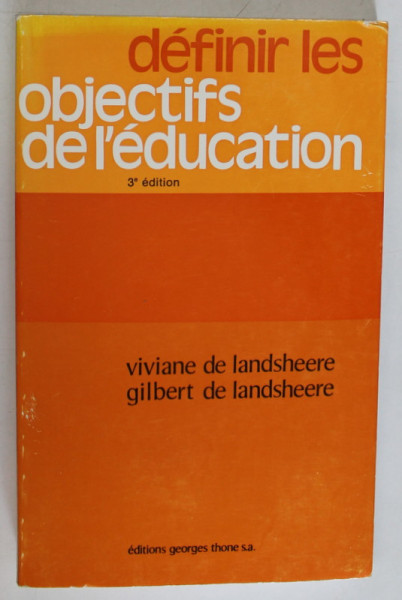 définir les
objectifs
de l'éducation
3e édition
viviane de landsheere
gilbert de landsheere
éditions georges thone s.a.